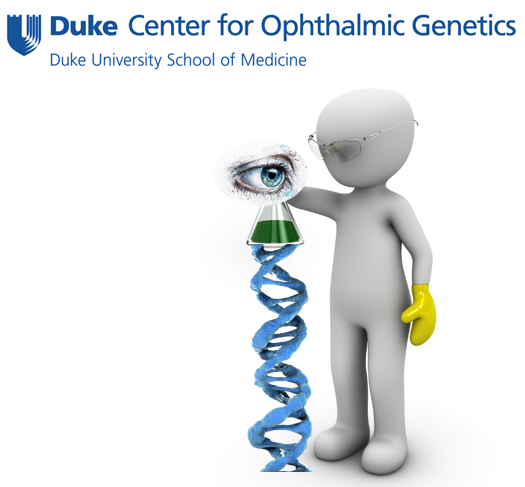 Duke Center for Ophthalmic Genetics
Duke University School of Medicine